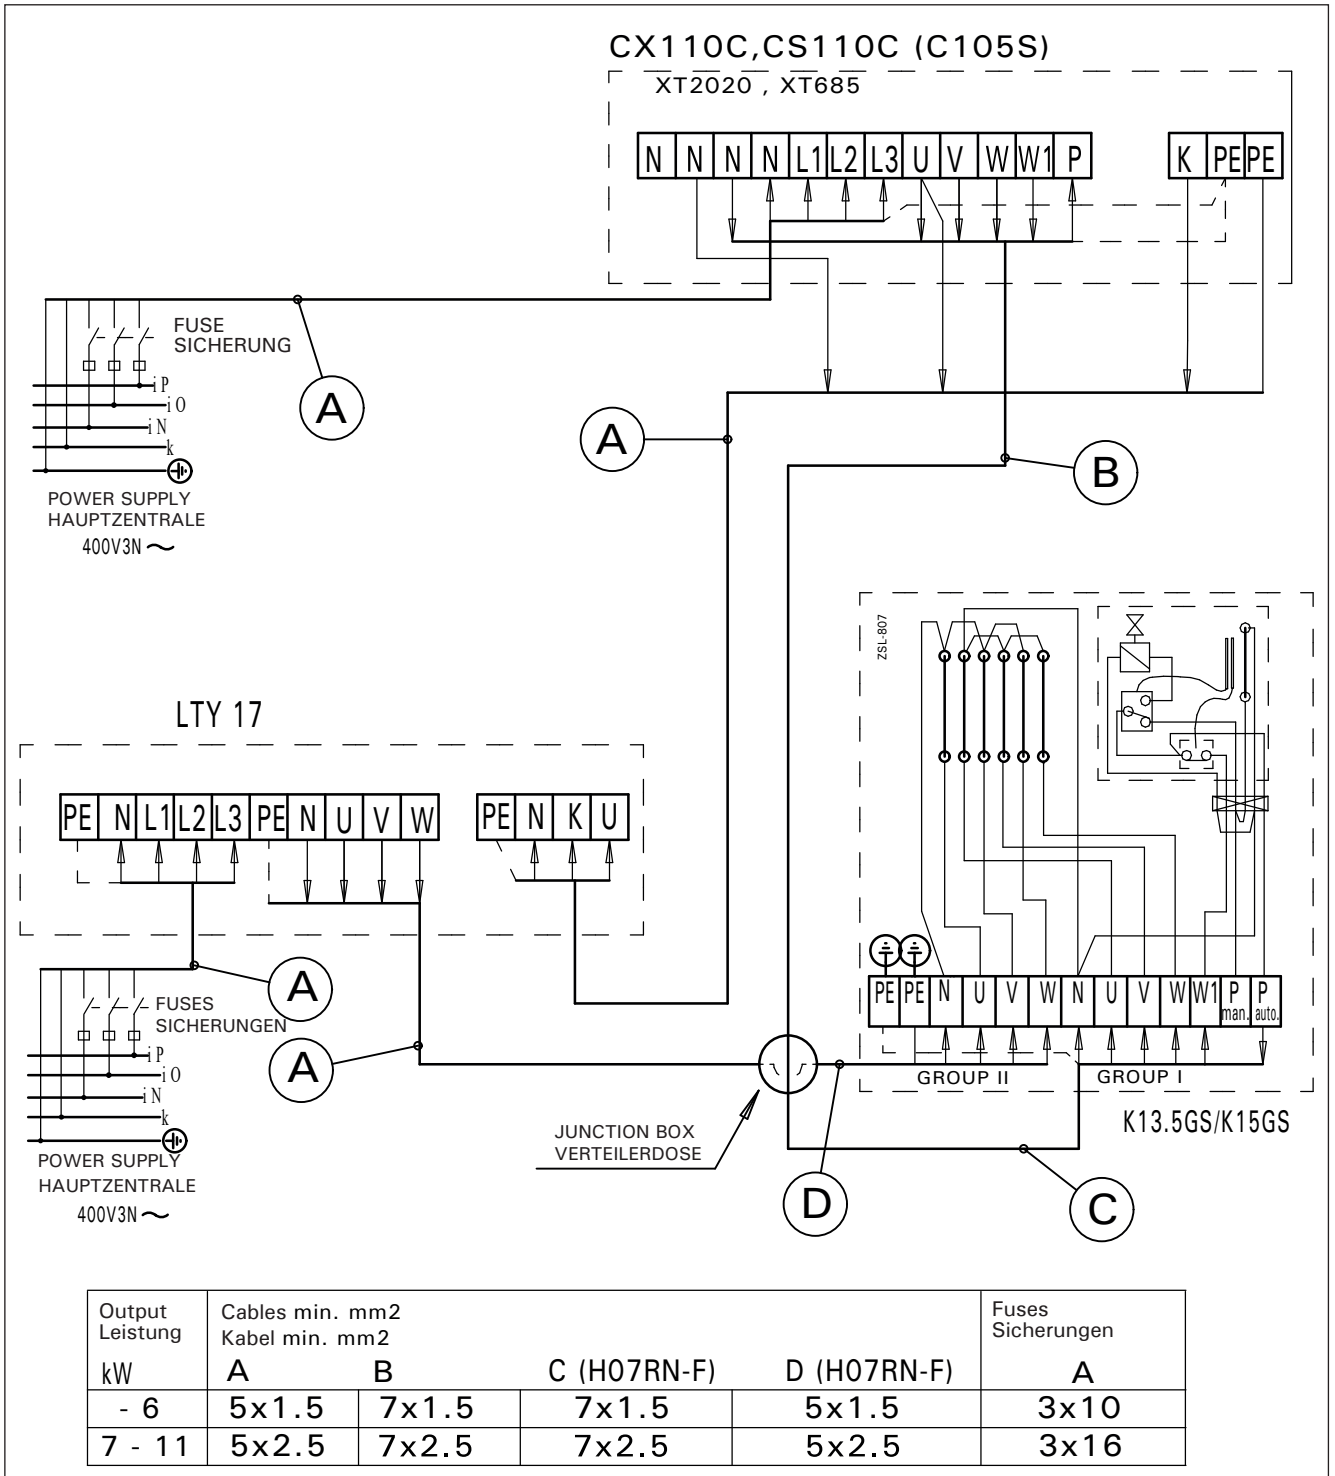 CX110C,CS110C (C105S)
XT2020 , XT685
N N N N L1 L2 L3 U V W W1 P K PE PE
FUSE
SICHERUNG
A
i P
i O
i N
k
POWER SUPPLY
HAUPTZENTRALE
400V3N ~
A
B
ZSL-807
LTY 17
PE N L1 L2 L3 PE N U V W PE N K U
A
FUSES
SICHERUNGEN
A
i P
i O
i N
k
POWER SUPPLY
HAUPTZENTRALE
400V3N ~
PE PE N U V W N U V W W1 P man. P auto.
GROUP II GROUP I
K13.5GS/K15GS
JUNCTION BOX
VERTEILERDOSE
D
C
Output
Leistung
kW
Cables min. mm2
Kabel min. mm2
A B C (H07RN-F) D (H07RN-F)
Fuses
Sicherungen
A
- 6 5x1.5 7x1.5 7x1.5 5x1.5 3x10
7 - 11 5x2.5 7x2.5 7x2.5 5x2.5 3x16